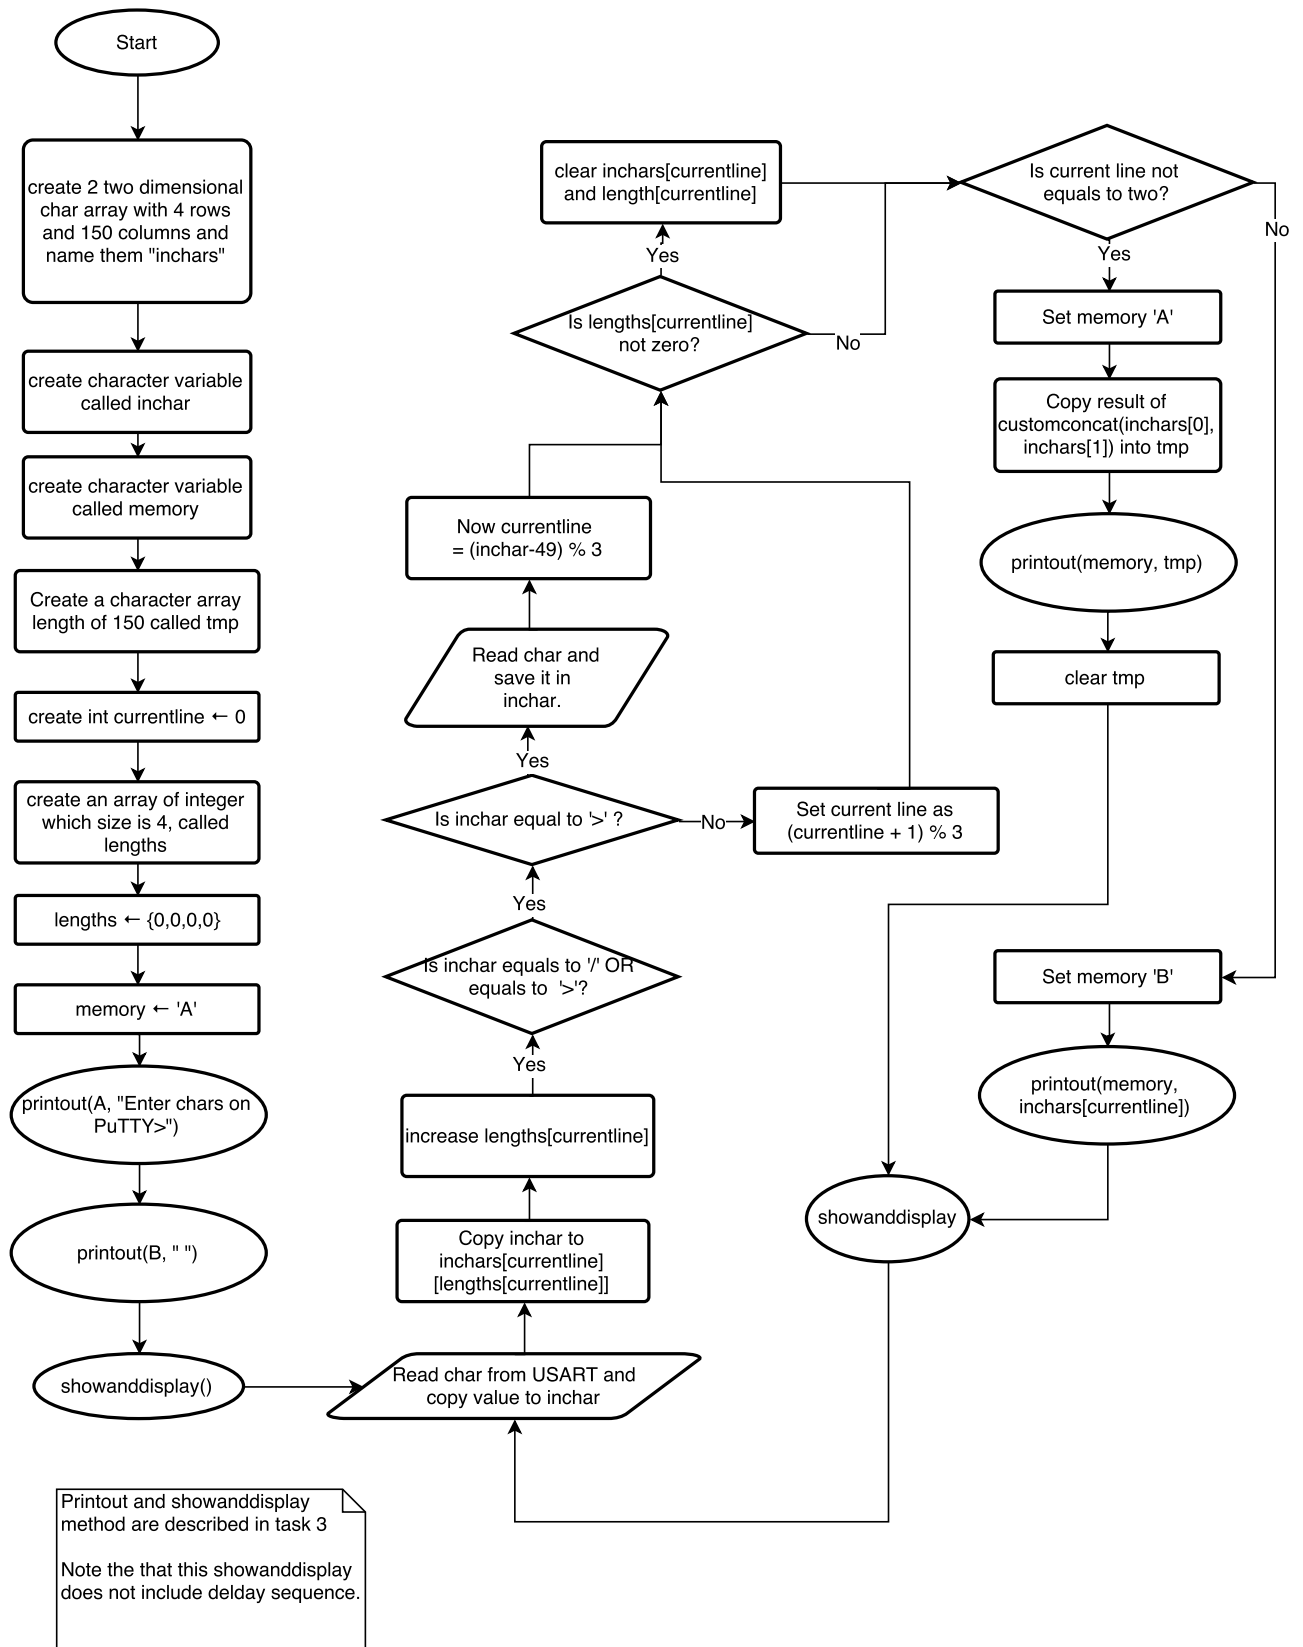 Start
create 2 two dimensional
char array with 4 rows
and 150 columns and
name them "inchars"
create character variable
called inchar
create character variable
called memory
Create a character array
length of 150 called tmp
create int currentline ← 0
create an array of integer
which size is 4, called
lengths
lengths ← {0,0,0,0}
memory ← 'A'
printout(A, "Enter chars on
PuTTY>")
printout(B, " ")
showanddisplay()
Read char from USART and
copy value to inchar
Copy inchar to
inchars[currentline]
[lengths[currentline]]
increase lengths[currentline]
Yes
Is inchar equals to '/' OR
equals to '>'?
Yes
Is inchar equal to '>' ?
No
Set current line as
(currentline + 1) % 3
Yes
Read char and
save it in
inchar.
Now currentline
= (inchar-49) % 3
Is lengths[currentline]
not zero?
No
Yes
clear inchars[currentline]
and length[currentline]
Is current line not
equals to two?
No
Yes
Set memory 'A'
Copy result of
customconcat(inchars[0],
inchars[1]) into tmp
printout(memory, tmp)
clear tmp
Set memory 'B'
printout(memory,
inchars[currentline])
showanddisplay
Printout and showanddisplay
method are described in task 3
Note the that this showanddisplay
does not include delday sequence.